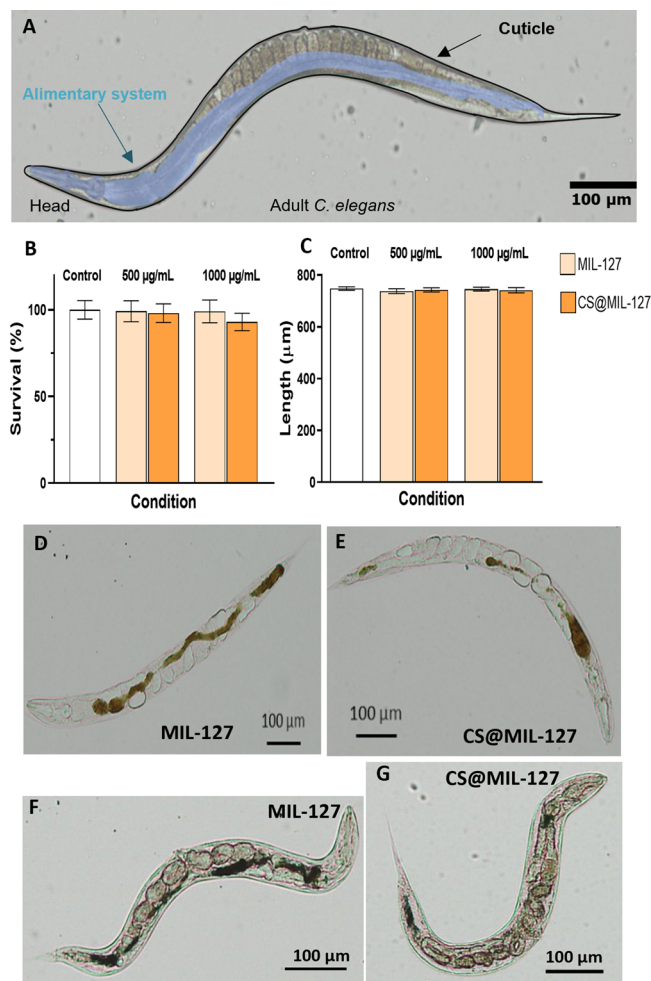 A
Cuticle
Alimentary system
Head
Adult C. elegans
100 µm
B
Control 500 µg/mL 1000 µg/mL
Survival (%)
100
50
0
Condition
C
Control 500 µg/mL 1000 µg/mL
Length (µm)
800
600
400
200
0
Condition
MIL-127
CS@MIL-127
D
MIL-127
100 µm
E
100 µm
CS@MIL-127
F
MIL-127
100 µm
G
CS@MIL-127
100 µm